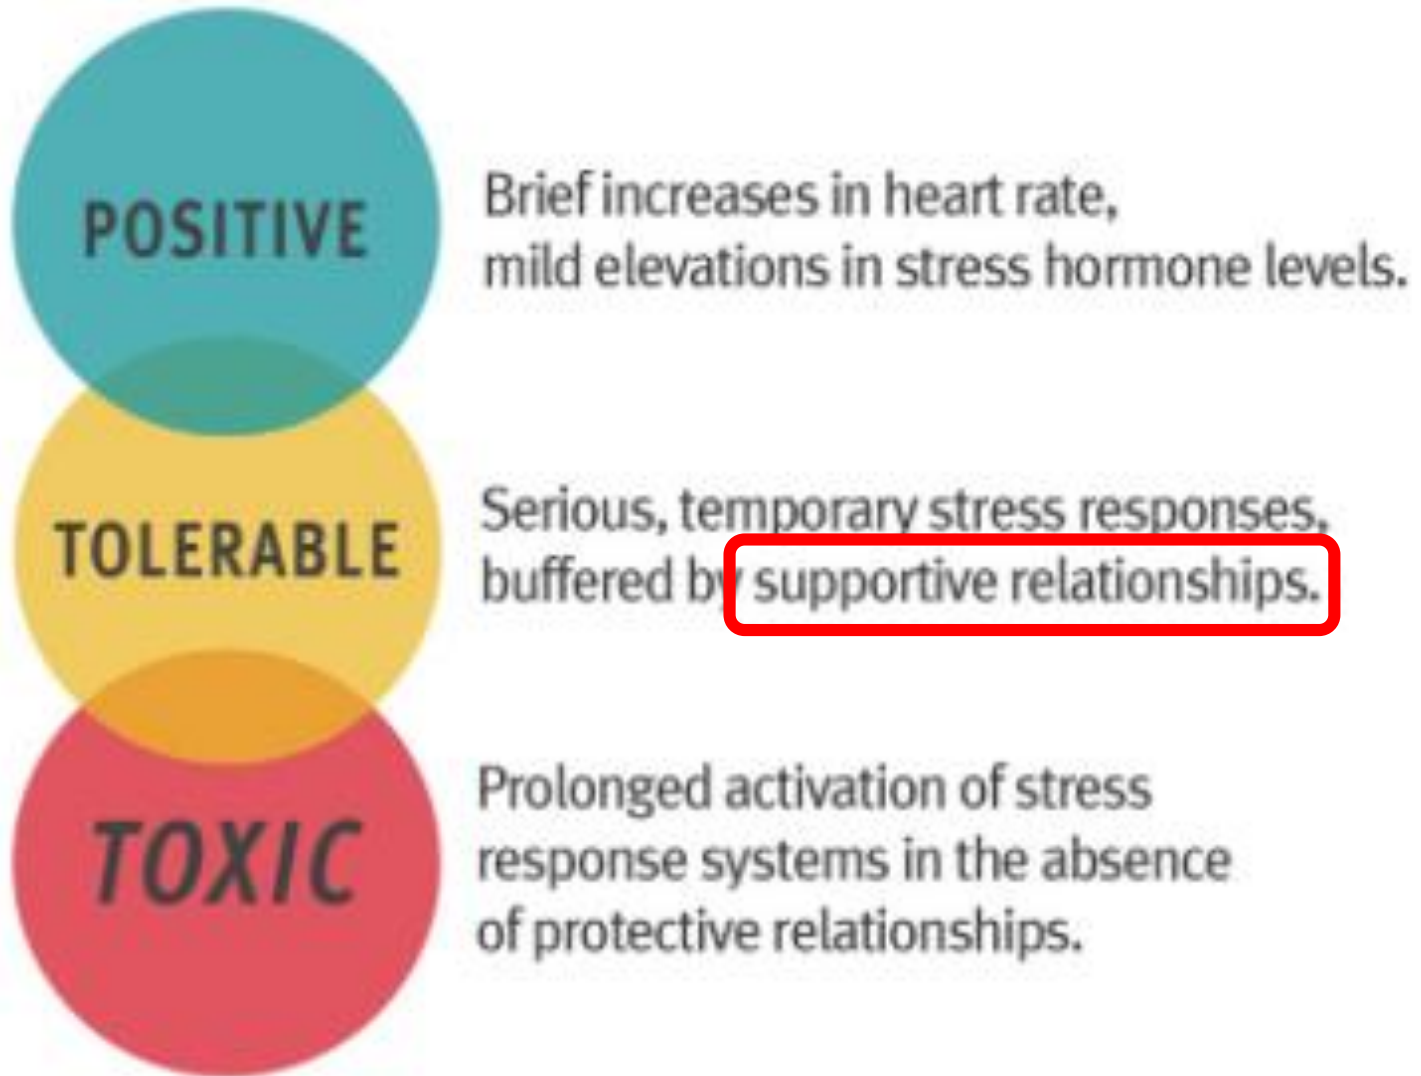 POSITIVE
Brief increases in heart rate,
mild elevations in stress hormone levels.
TOLERABLE
Serious, temporary stress responses,
buffered by supportive relationships.
TOXIC
Prolonged activation of stress
response systems in the absence
of protective relationships.